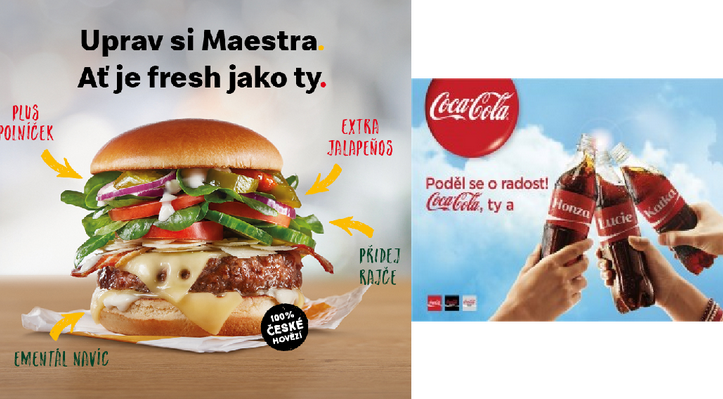 Uprav si Maestra.
Ať je fresh jako ty.
PLUS
POLNÍČEK
EXTRA
JALAPEÑOS
PŘIDEJ
RAJČE
100%
ČESKÉ
HOVĚZÍ
EMENTÁL NAVÍC
Coca-Cola
Poděl se o radost!
Coca-Cola, ty a
Honza
Lucie
Katka